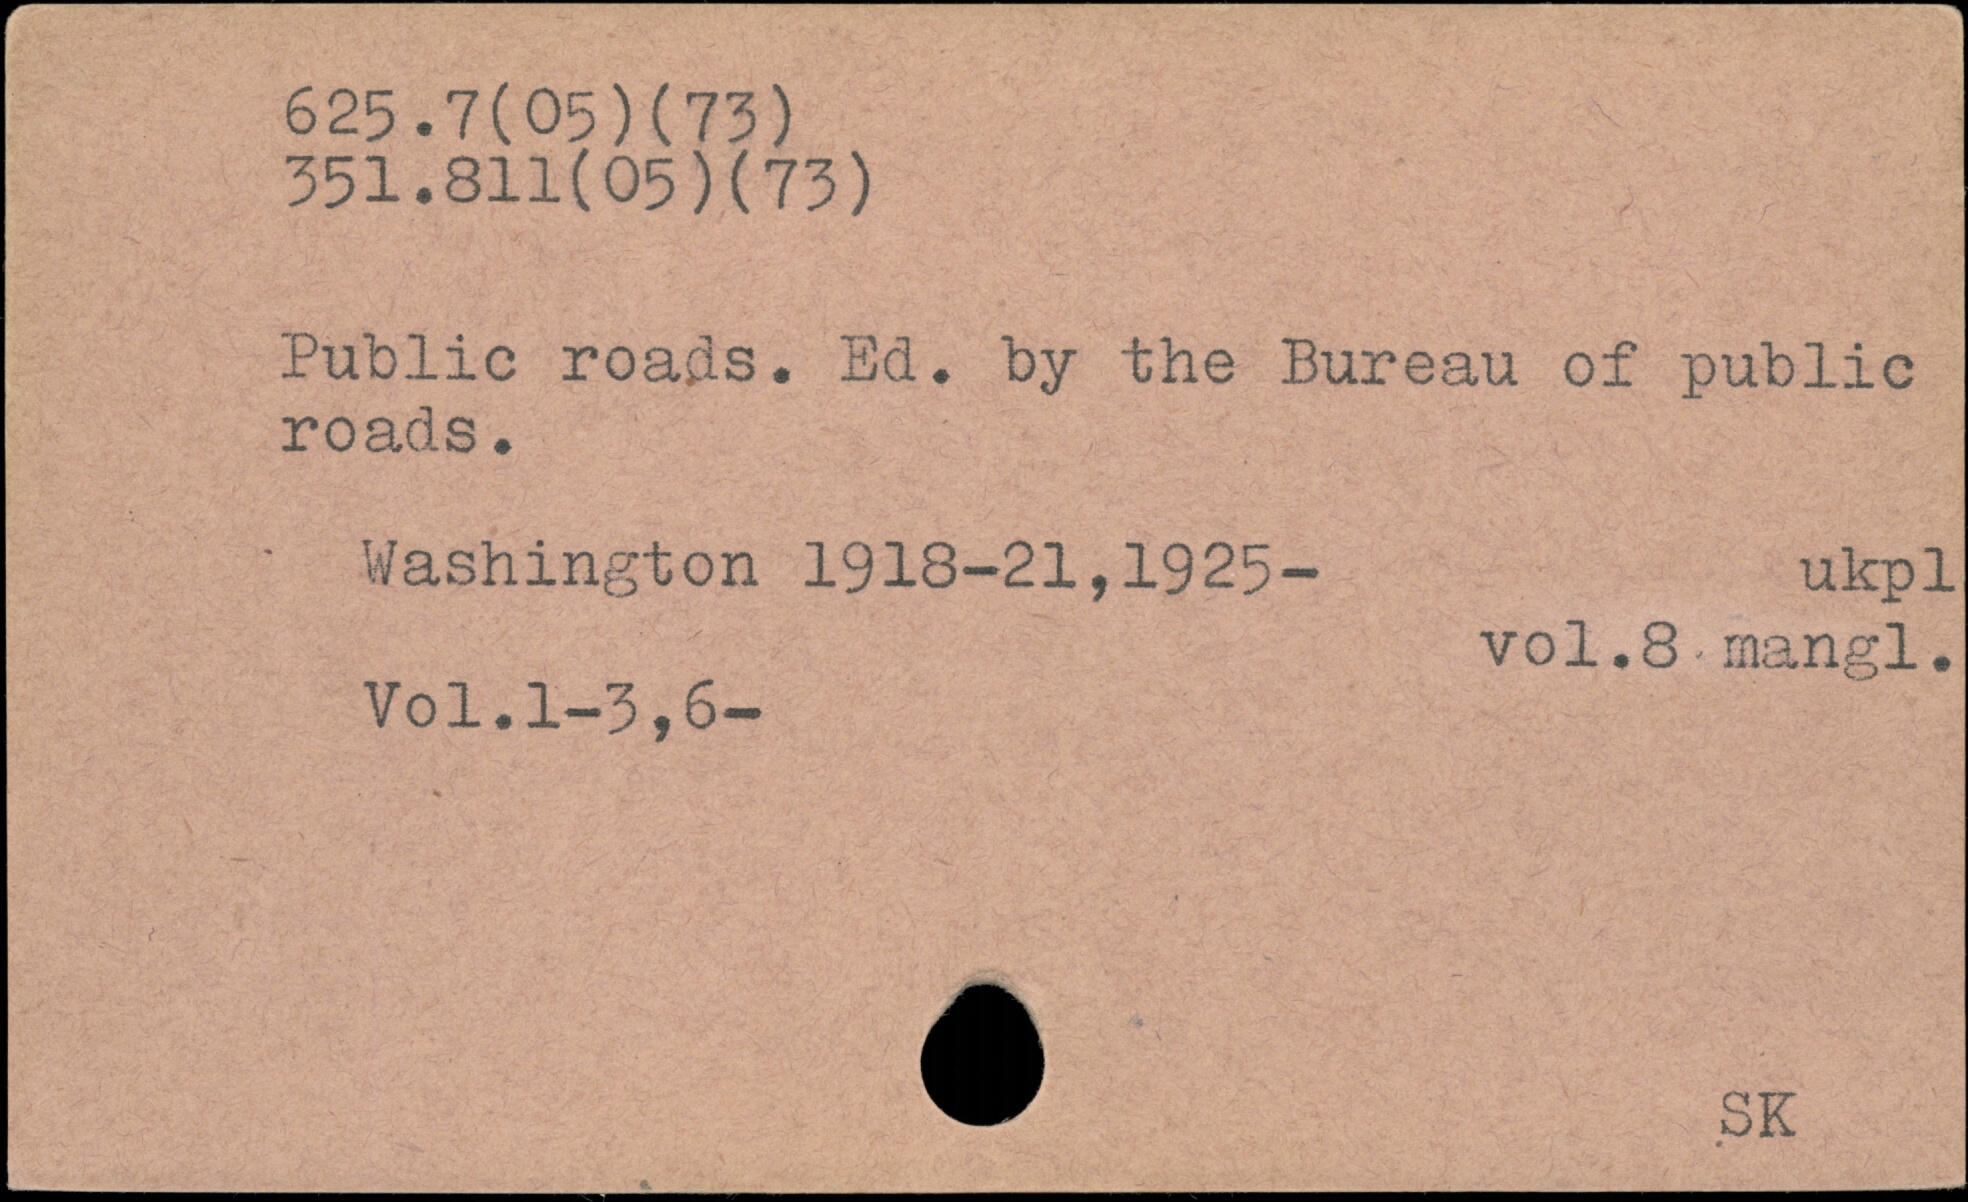 625.7(05)(73)
351.811(05)(73)
Public roads. Ed. by the Bureau of public
roads.
Washington 1918-21,1925- ukpl
vol.8 mangl.
Vol.1-3,6-
SK